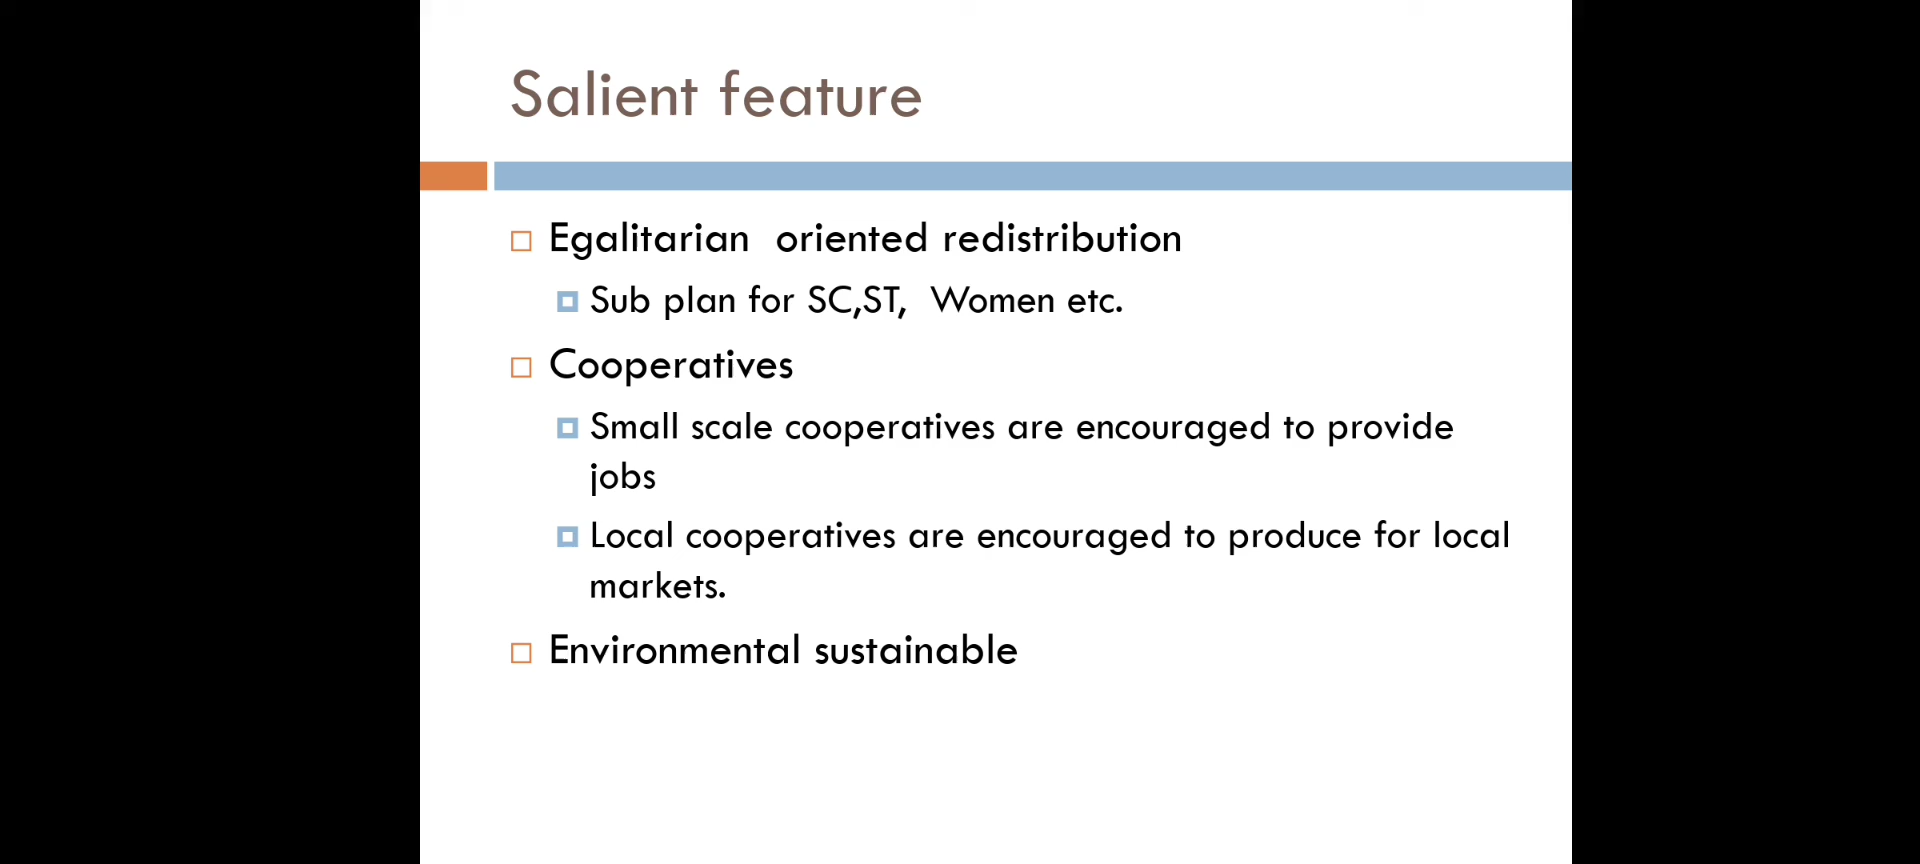 Salient feature
Egalitarian  oriented redistribution
Sub plan for SC,ST,  Women etc.
Cooperatives
Small scale cooperatives are encouraged to provide
jobs
Local cooperatives are encouraged to produce for local
markets.
Environmental sustainable